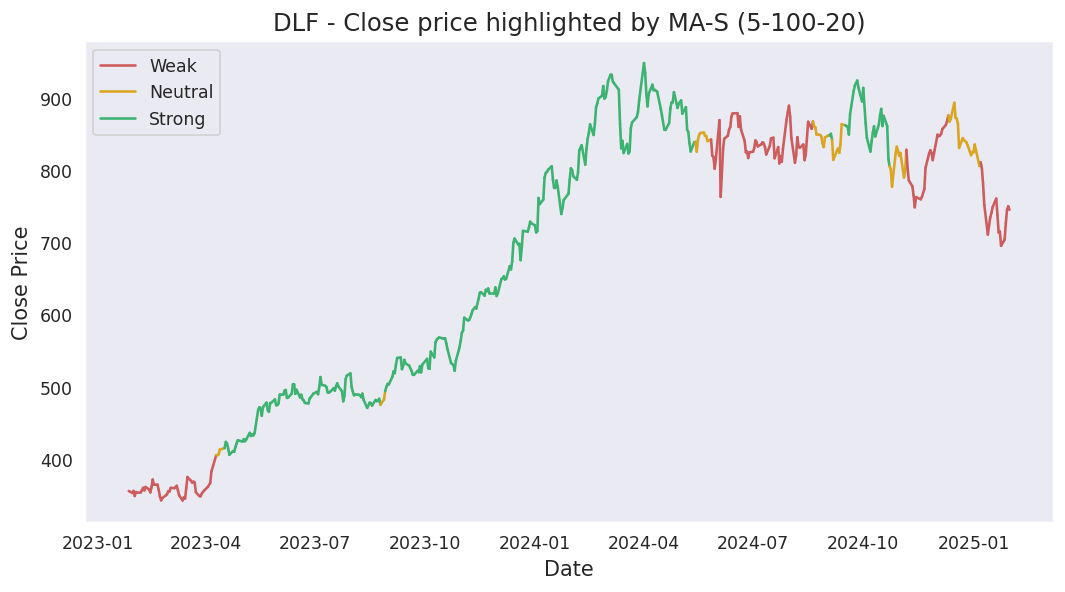 DLF - Close price highlighted by MA-S (5-100-20)
Weak
Neutral
Strong
Close Price
900
800
700
600
500
400
2023-01 2023-04 2023-07 2023-10 2024-01 2024-04 2024-07 2024-10 2025-01
Date